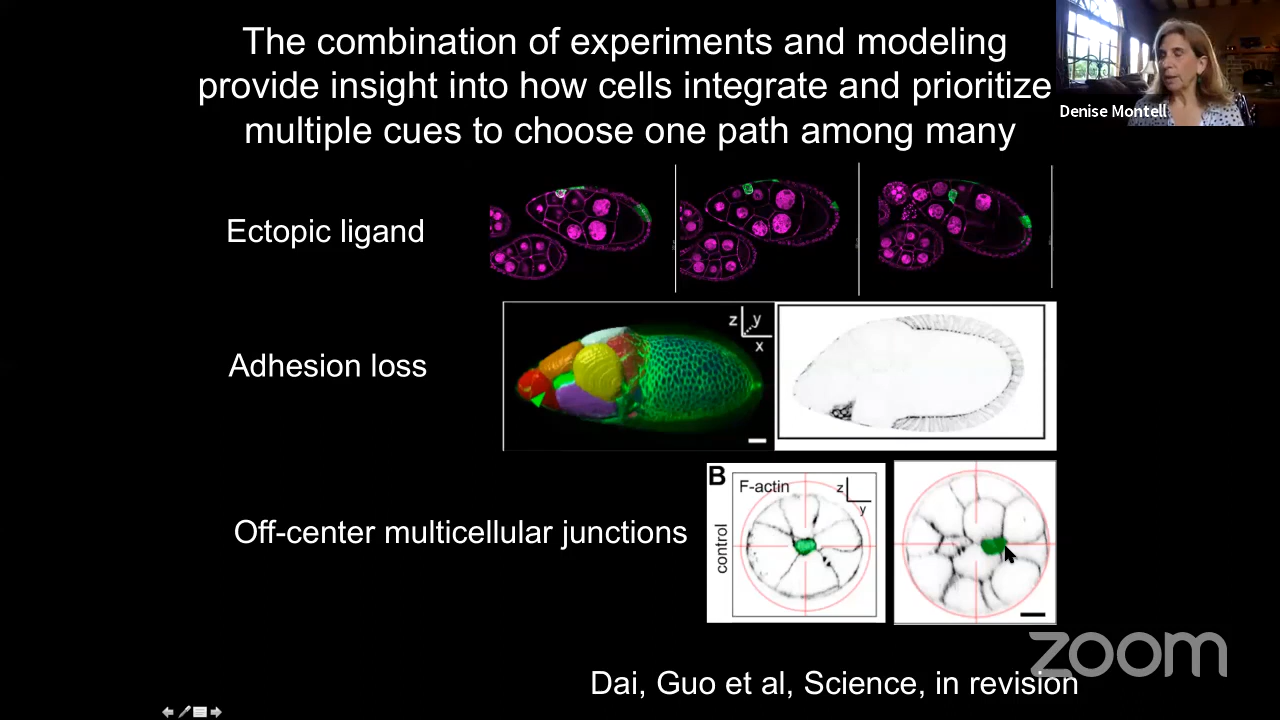 The combination of experiments and modeling
provide insight into how cells integrate and prioritize
multiple cues to choose one path among many
Denise Montell
Ectopic ligand
Adhesion loss
z y
x
Off-center multicellular junctions
B
F-actin
z
y
control
zoom
Dai, Guo et al, Science, in revision